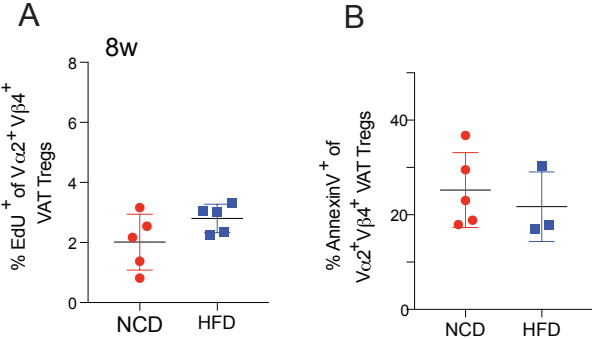 A
8w
% EdU + of Vα2+ Vβ4+
VAT Tregs
8
6
4
2
0
NCD
HFD
B
% AnnexinV + of
Vα2+Vβ4+ VAT Tregs
40
20
0
NCD
HFD